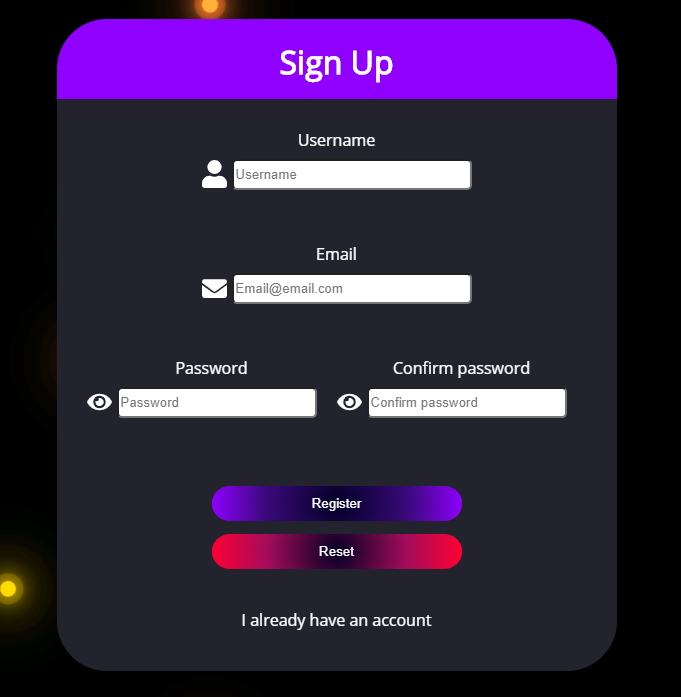 Sign Up
Username
Username
Email
Email@email.com
Password
Confirm password
Password
Confirm password
Register
Reset
I already have an account